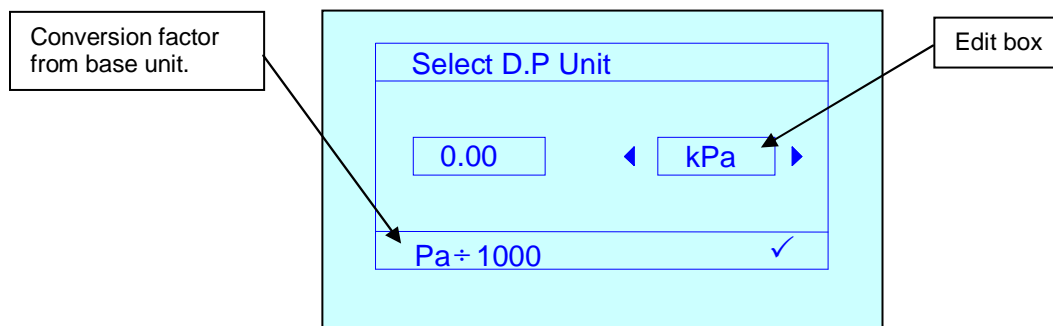 Conversion factor
from base unit.
Select D.P Unit
Edit box
0.00
kPa
Pa÷1000 ✓